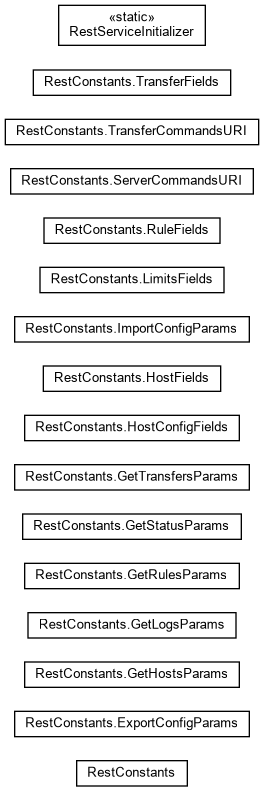 «static»
RestServiceInitializer
RestConstants.TransferFields
RestConstants.TransferCommandsURI
RestConstants.ServerCommandsURI
RestConstants.RuleFields
RestConstants.LimitsFields
RestConstants.ImportConfigParams
RestConstants.HostFields
RestConstants.HostConfigFields
RestConstants.GetTransfersParams
RestConstants.GetStatusParams
RestConstants.GetRulesParams
RestConstants.GetLogsParams
RestConstants.GetHostsParams
RestConstants.ExportConfigParams
RestConstants